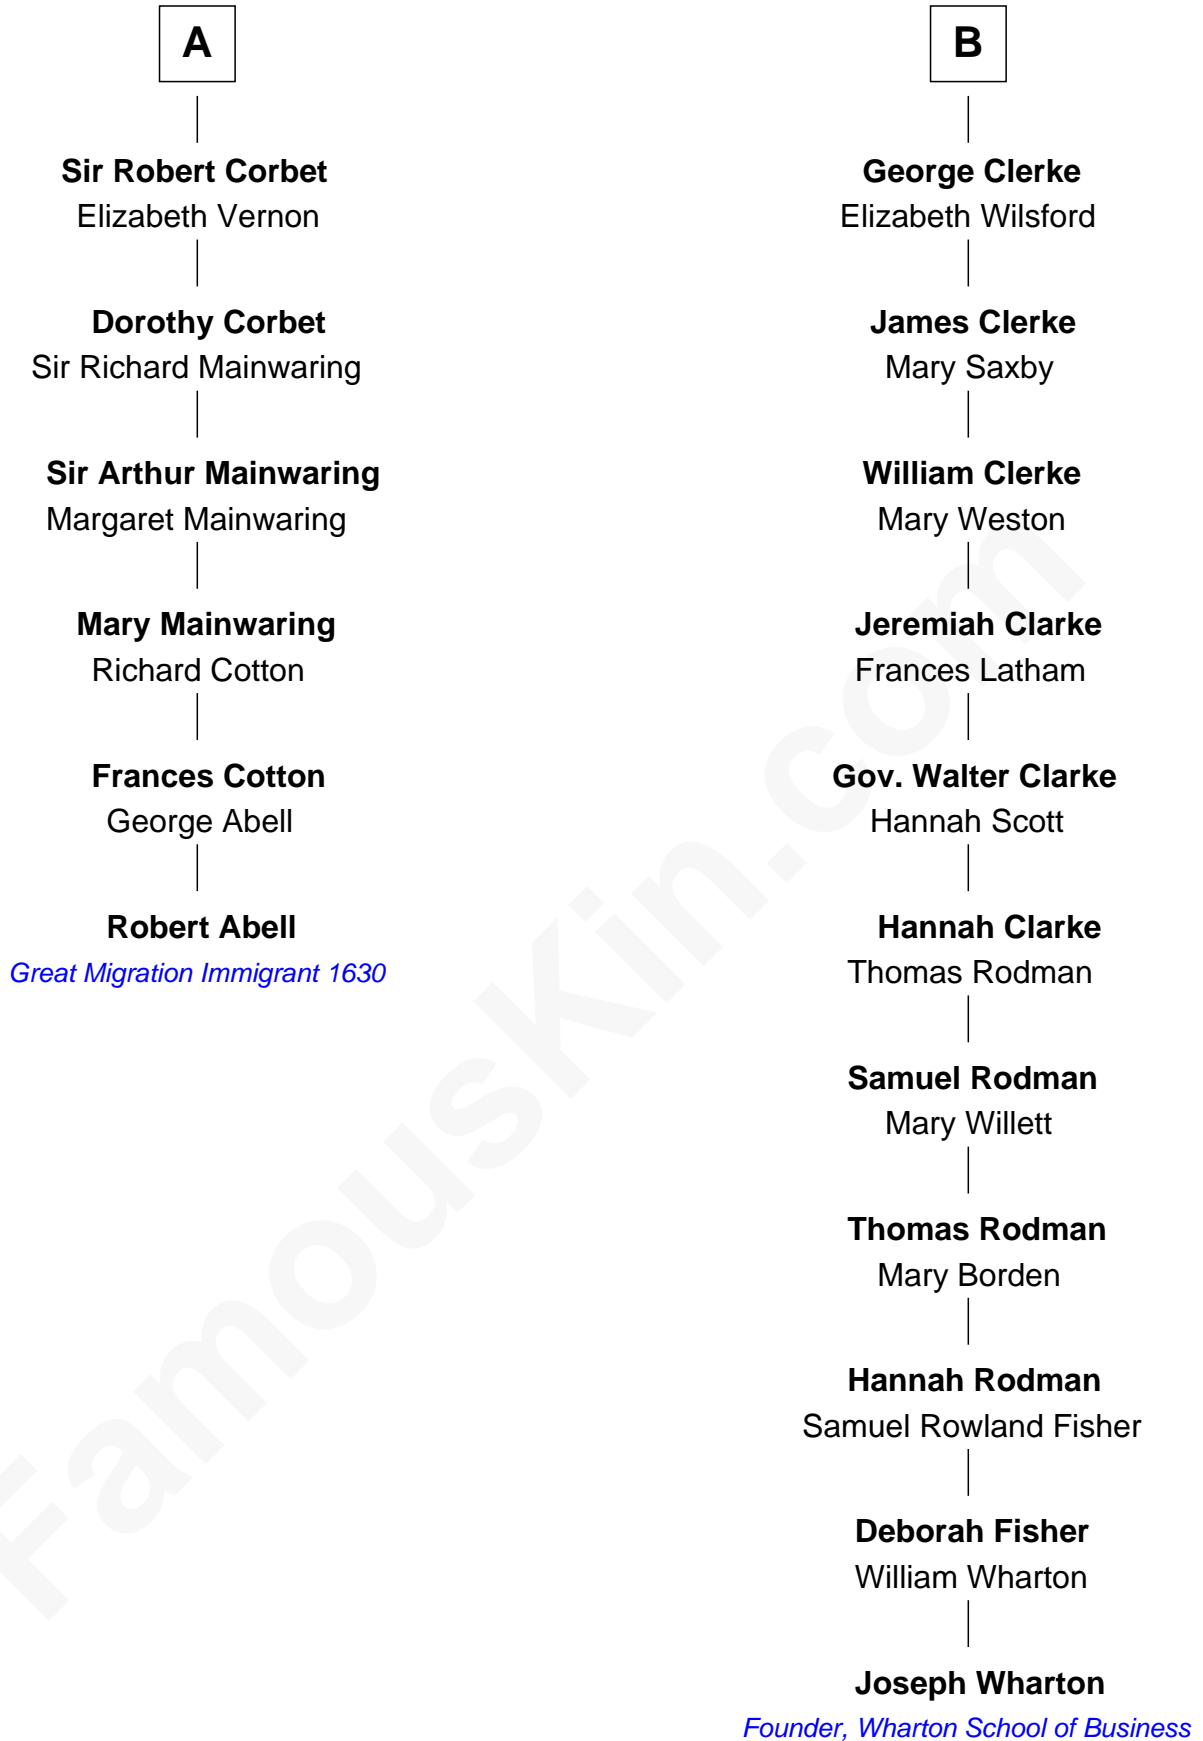 A
Sir Robert Corbet
Elizabeth Vernon
Dorothy Corbet
Sir Richard Mainwaring
Sir Arthur Mainwaring
Margaret Mainwaring
Mary Mainwaring
Richard Cotton
Frances Cotton
George Abell
Robert Abell
Great Migration Immigrant 1630
B
George Clerke
Elizabeth Wilsford
James Clerke
Mary Saxby
William Clerke
Mary Weston
Jeremiah Clarke
Frances Latham
Gov. Walter Clarke
Hannah Scott
Hannah Clarke
Thomas Rodman
Samuel Rodman
Mary Willett
Thomas Rodman
Mary Borden
Hannah Rodman
Samuel Rowland Fisher
Deborah Fisher
William Wharton
Joseph Wharton
Founder, Wharton School of Business
FamousKin.com